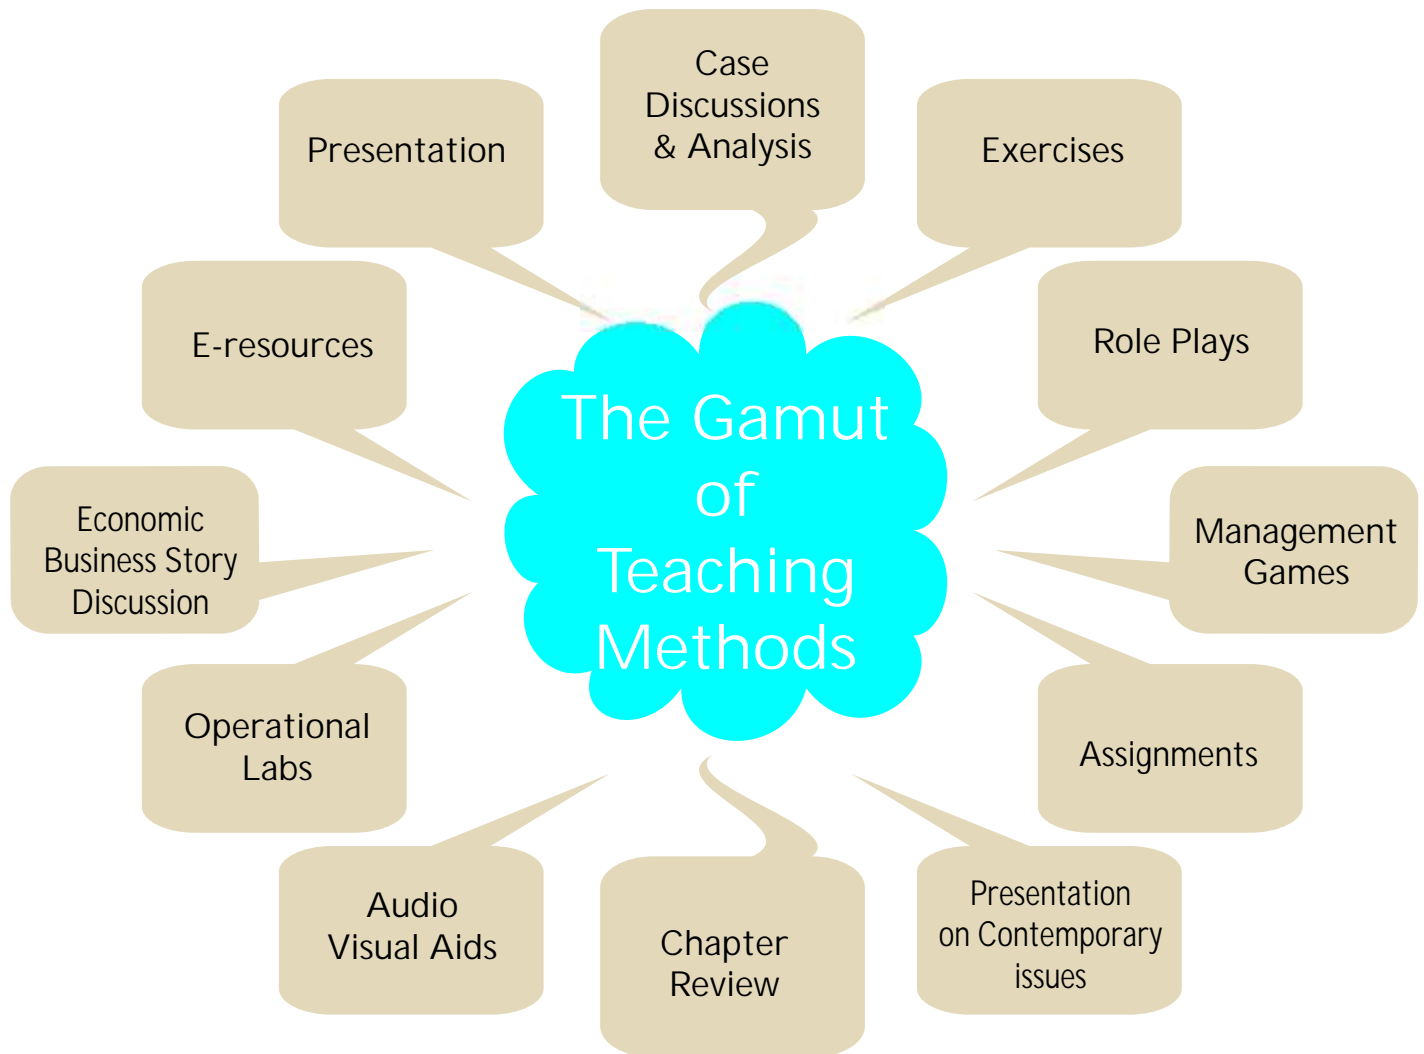 Case
Discussions
& Analysis
Presentation
Exercises
E-resources
Role Plays
The Gamut
of
Teaching
Methods
Economic
Business Story
Discussion
Management
Games
Operational
Labs
Assignments
Audio
Visual Aids
Chapter
Review
Presentation
on Contemporary
issues